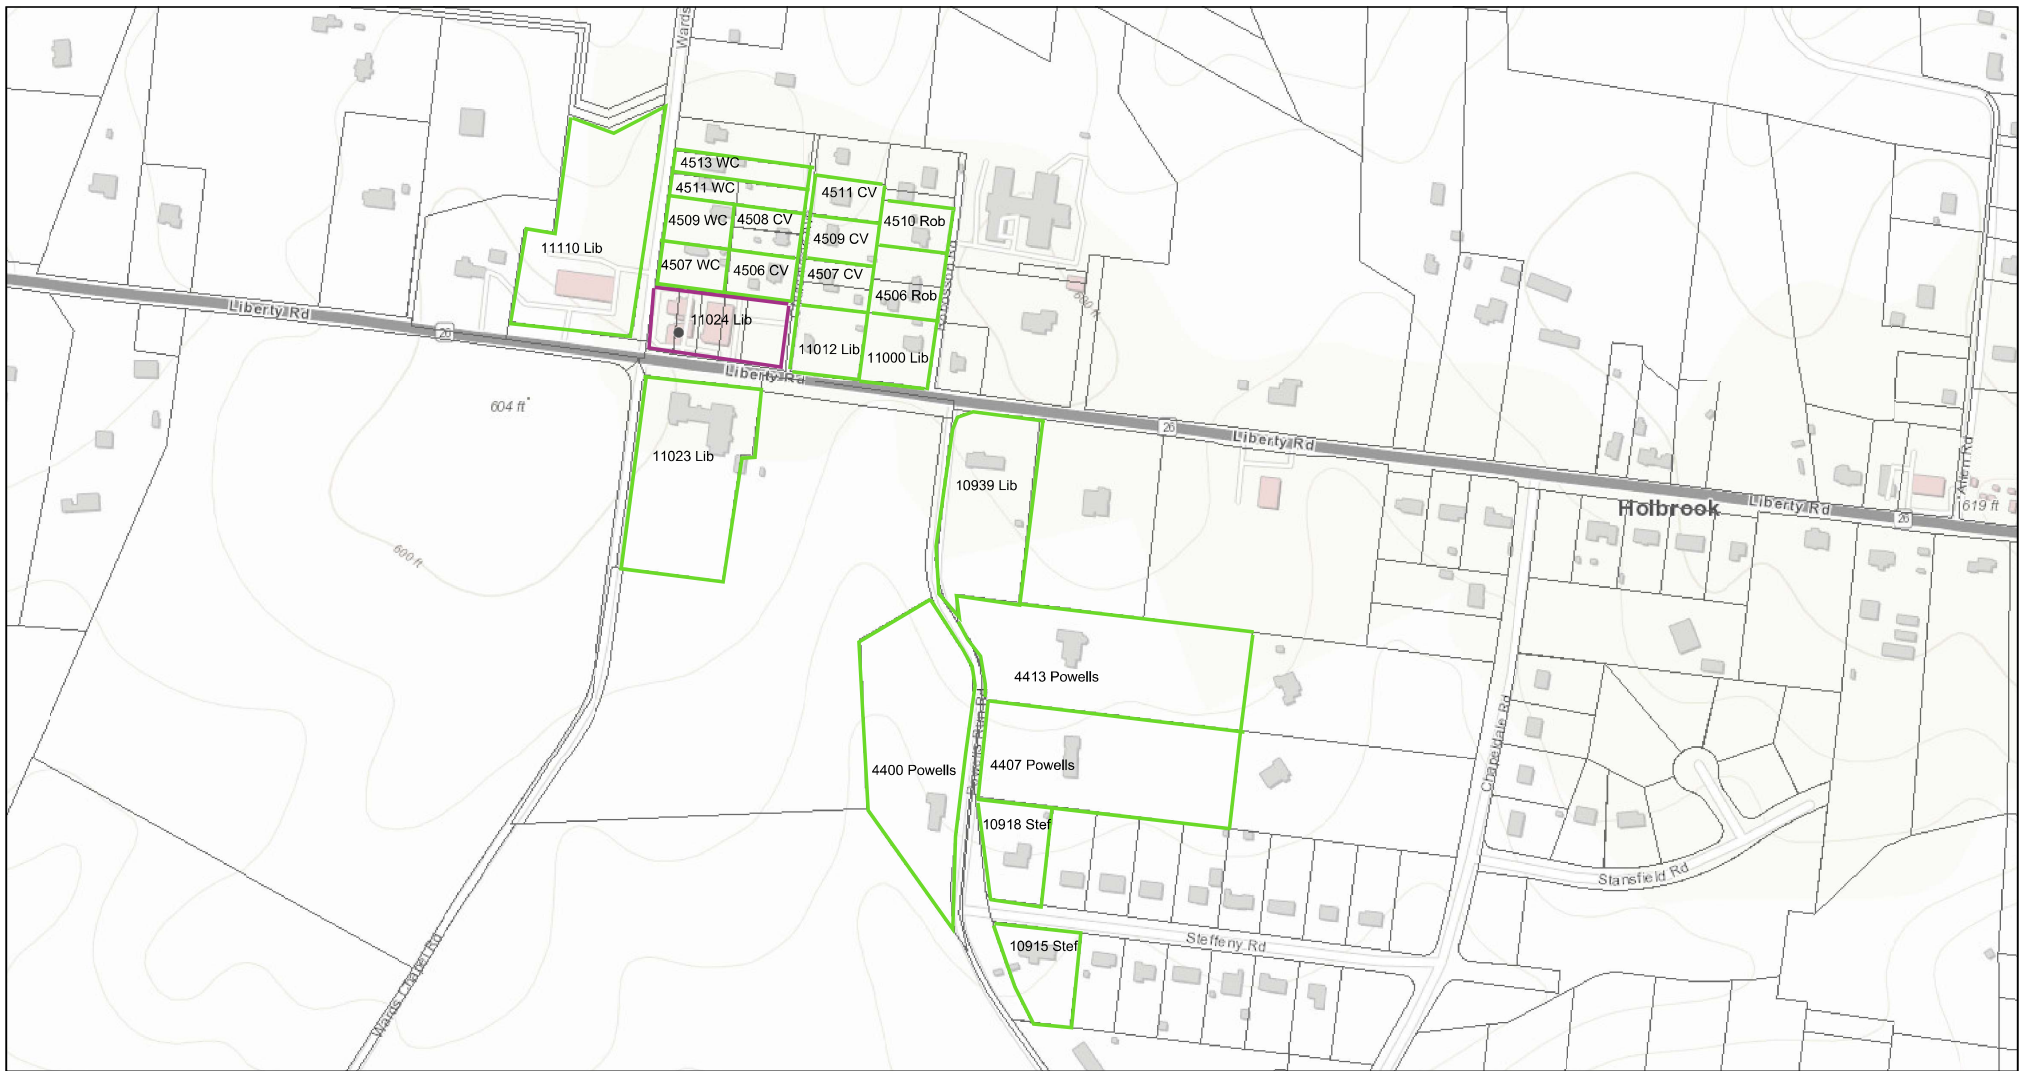 Wards
4513 WC
4511 WC
4511 CV
4509 WC
4508 CV
4510 Rob
4509 CV
11110 Lib
4507 WC
4506 CV
4507 CV
4506 Rob
Liberty Rd
26
11024 Lib
11012 Lib
11000 Lib
Liberty Rd
604 ft
600 ft
11023 Lib
10939 Lib
26
Liberty Rd
Holbrook
Liberty Rd
26
Allen Rd
619 ft
4413 Powells
Powells Run Rd
4407 Powells
4400 Powells
Chapeldale Rd
10918 Stef
Stansfield Rd
10915 Stef
Steffeny Rd
Wards Chapel Rd